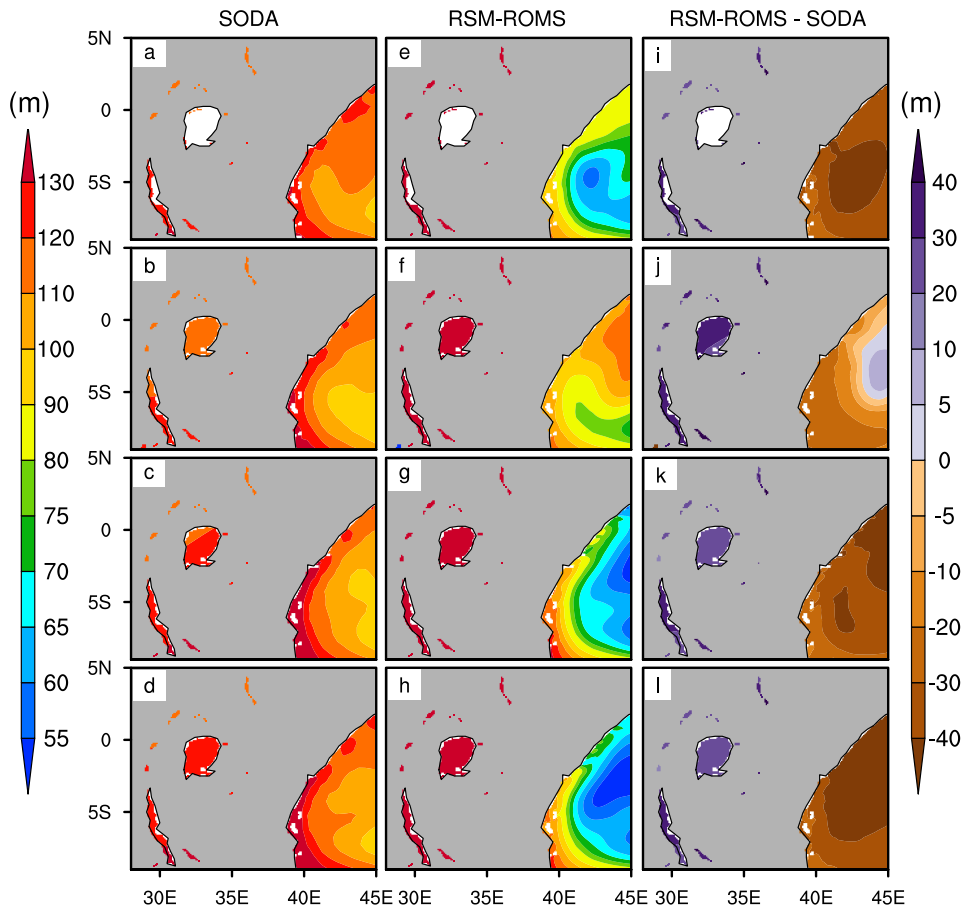 SODA RSM-ROMS RSM-ROMS - SODA
5N a e i
(m) (m)
0
130 40
120 30
5S
110 20
5N b f j
100 10
0
90 5
80 0
5S
75 -5
5N c g k
70 -10
0
65 -20
5S
60 -30
5N d h l
55 -40
0
5S
30E 35E 40E 45E 30E 35E 40E 45E 30E 35E 40E 45E